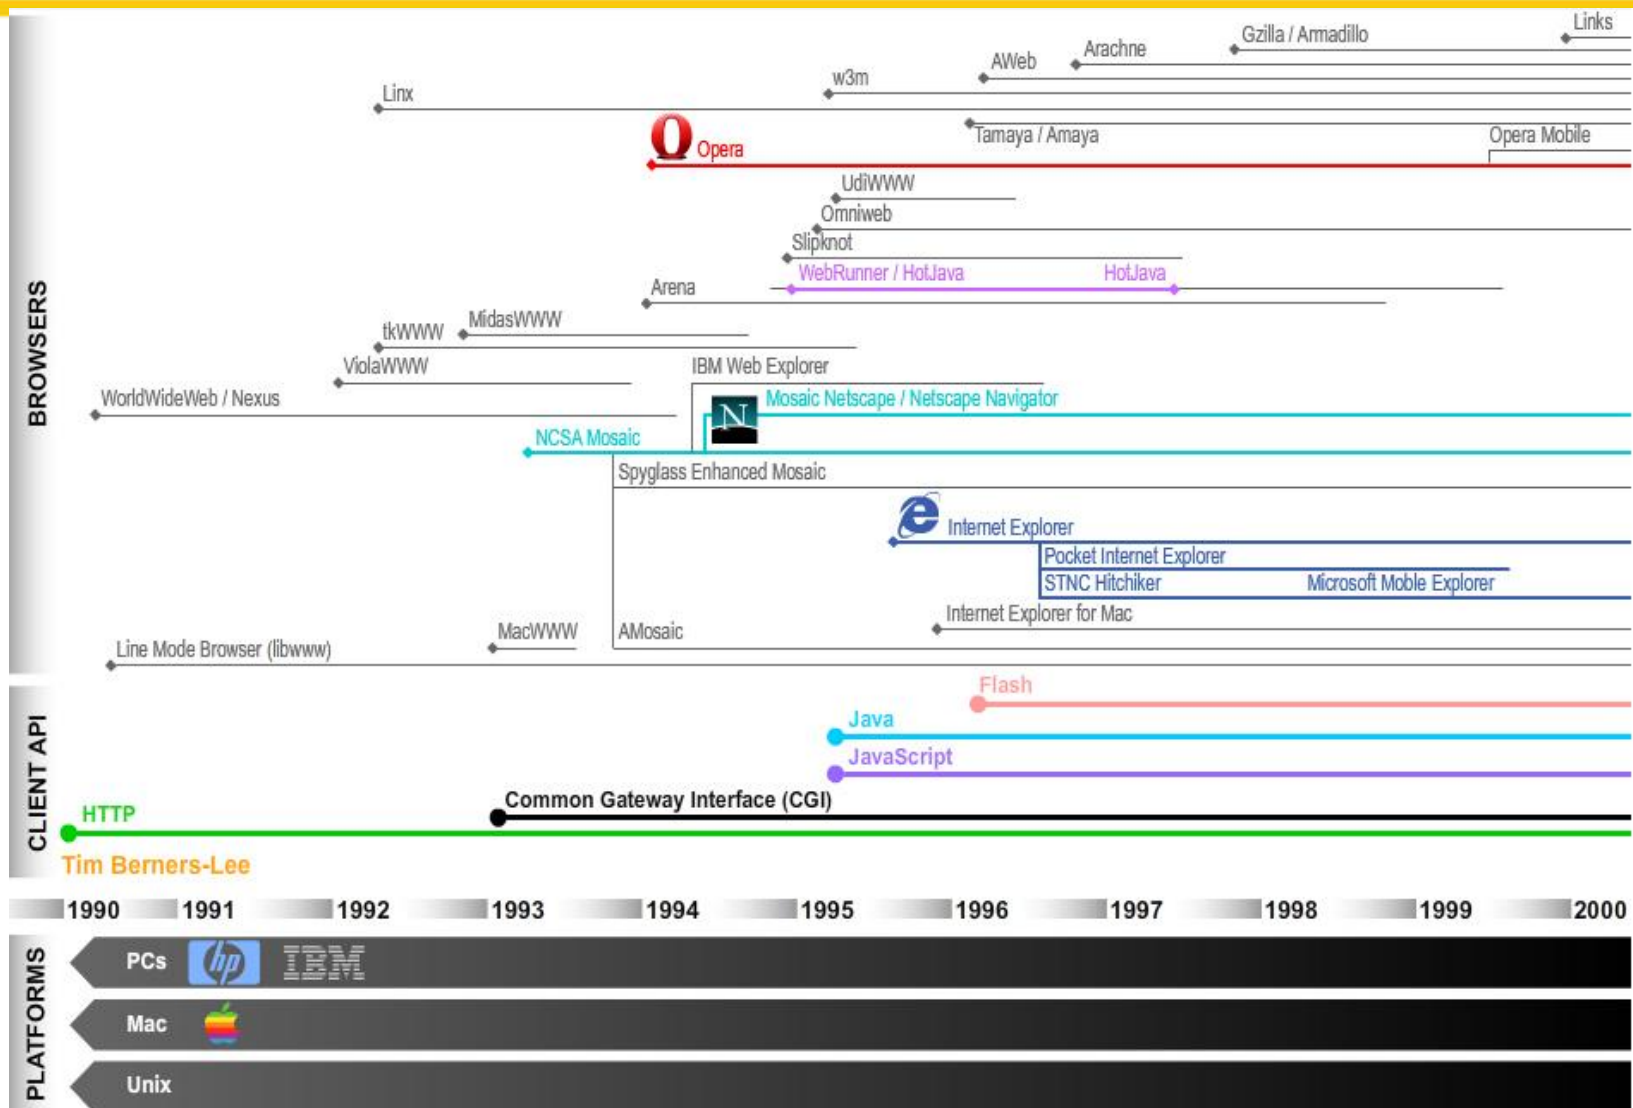 BROWSERS
Links
Gzilla / Armadillo
Arachne
AWeb
w3m
Linx
Tamaya / Amaya
Opera Mobile
Opera
UdiWWW
Omniweb
Slipknot
WebRunner / HotJava HotJava
Arena
MidasWWW
tkWWW
ViolaWWW
IBM Web Explorer
WorldWideWeb / Nexus
Mosaic Netscape / Netscape Navigator
N
NCSA Mosaic
Spyglass Enhanced Mosaic
e
Internet Explorer
Pocket Internet Explorer
STNC Hitchiker Microsoft Moble Explorer
Internet Explorer for Mac
MacWWW
AMosaic
Line Mode Browser (libwww)
CLIENT API
Flash
Java
JavaScript
Common Gateway Interface (CGI)
HTTP
Tim Berners-Lee
1990 1991 1992 1993 1994 1995 1996 1997 1998 1999 2000
PLATFORMS
PCs hp IBM
Mac
Unix